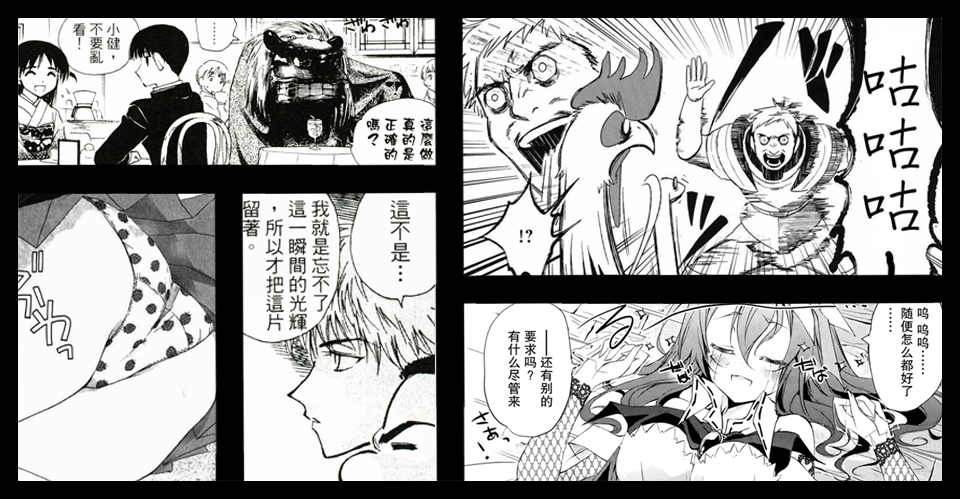 小健，
不要亂
看！
……
這麼做
真的是
正確的
嗎？
咕咕咕
!?
這不是…
我就是忘不了
這一瞬間的光輝
，所以才把這片
留著。
呜 呜呜……
随便怎么都好了
……
——还有别的
要求吗？
有什么尽管来
さぁっ！